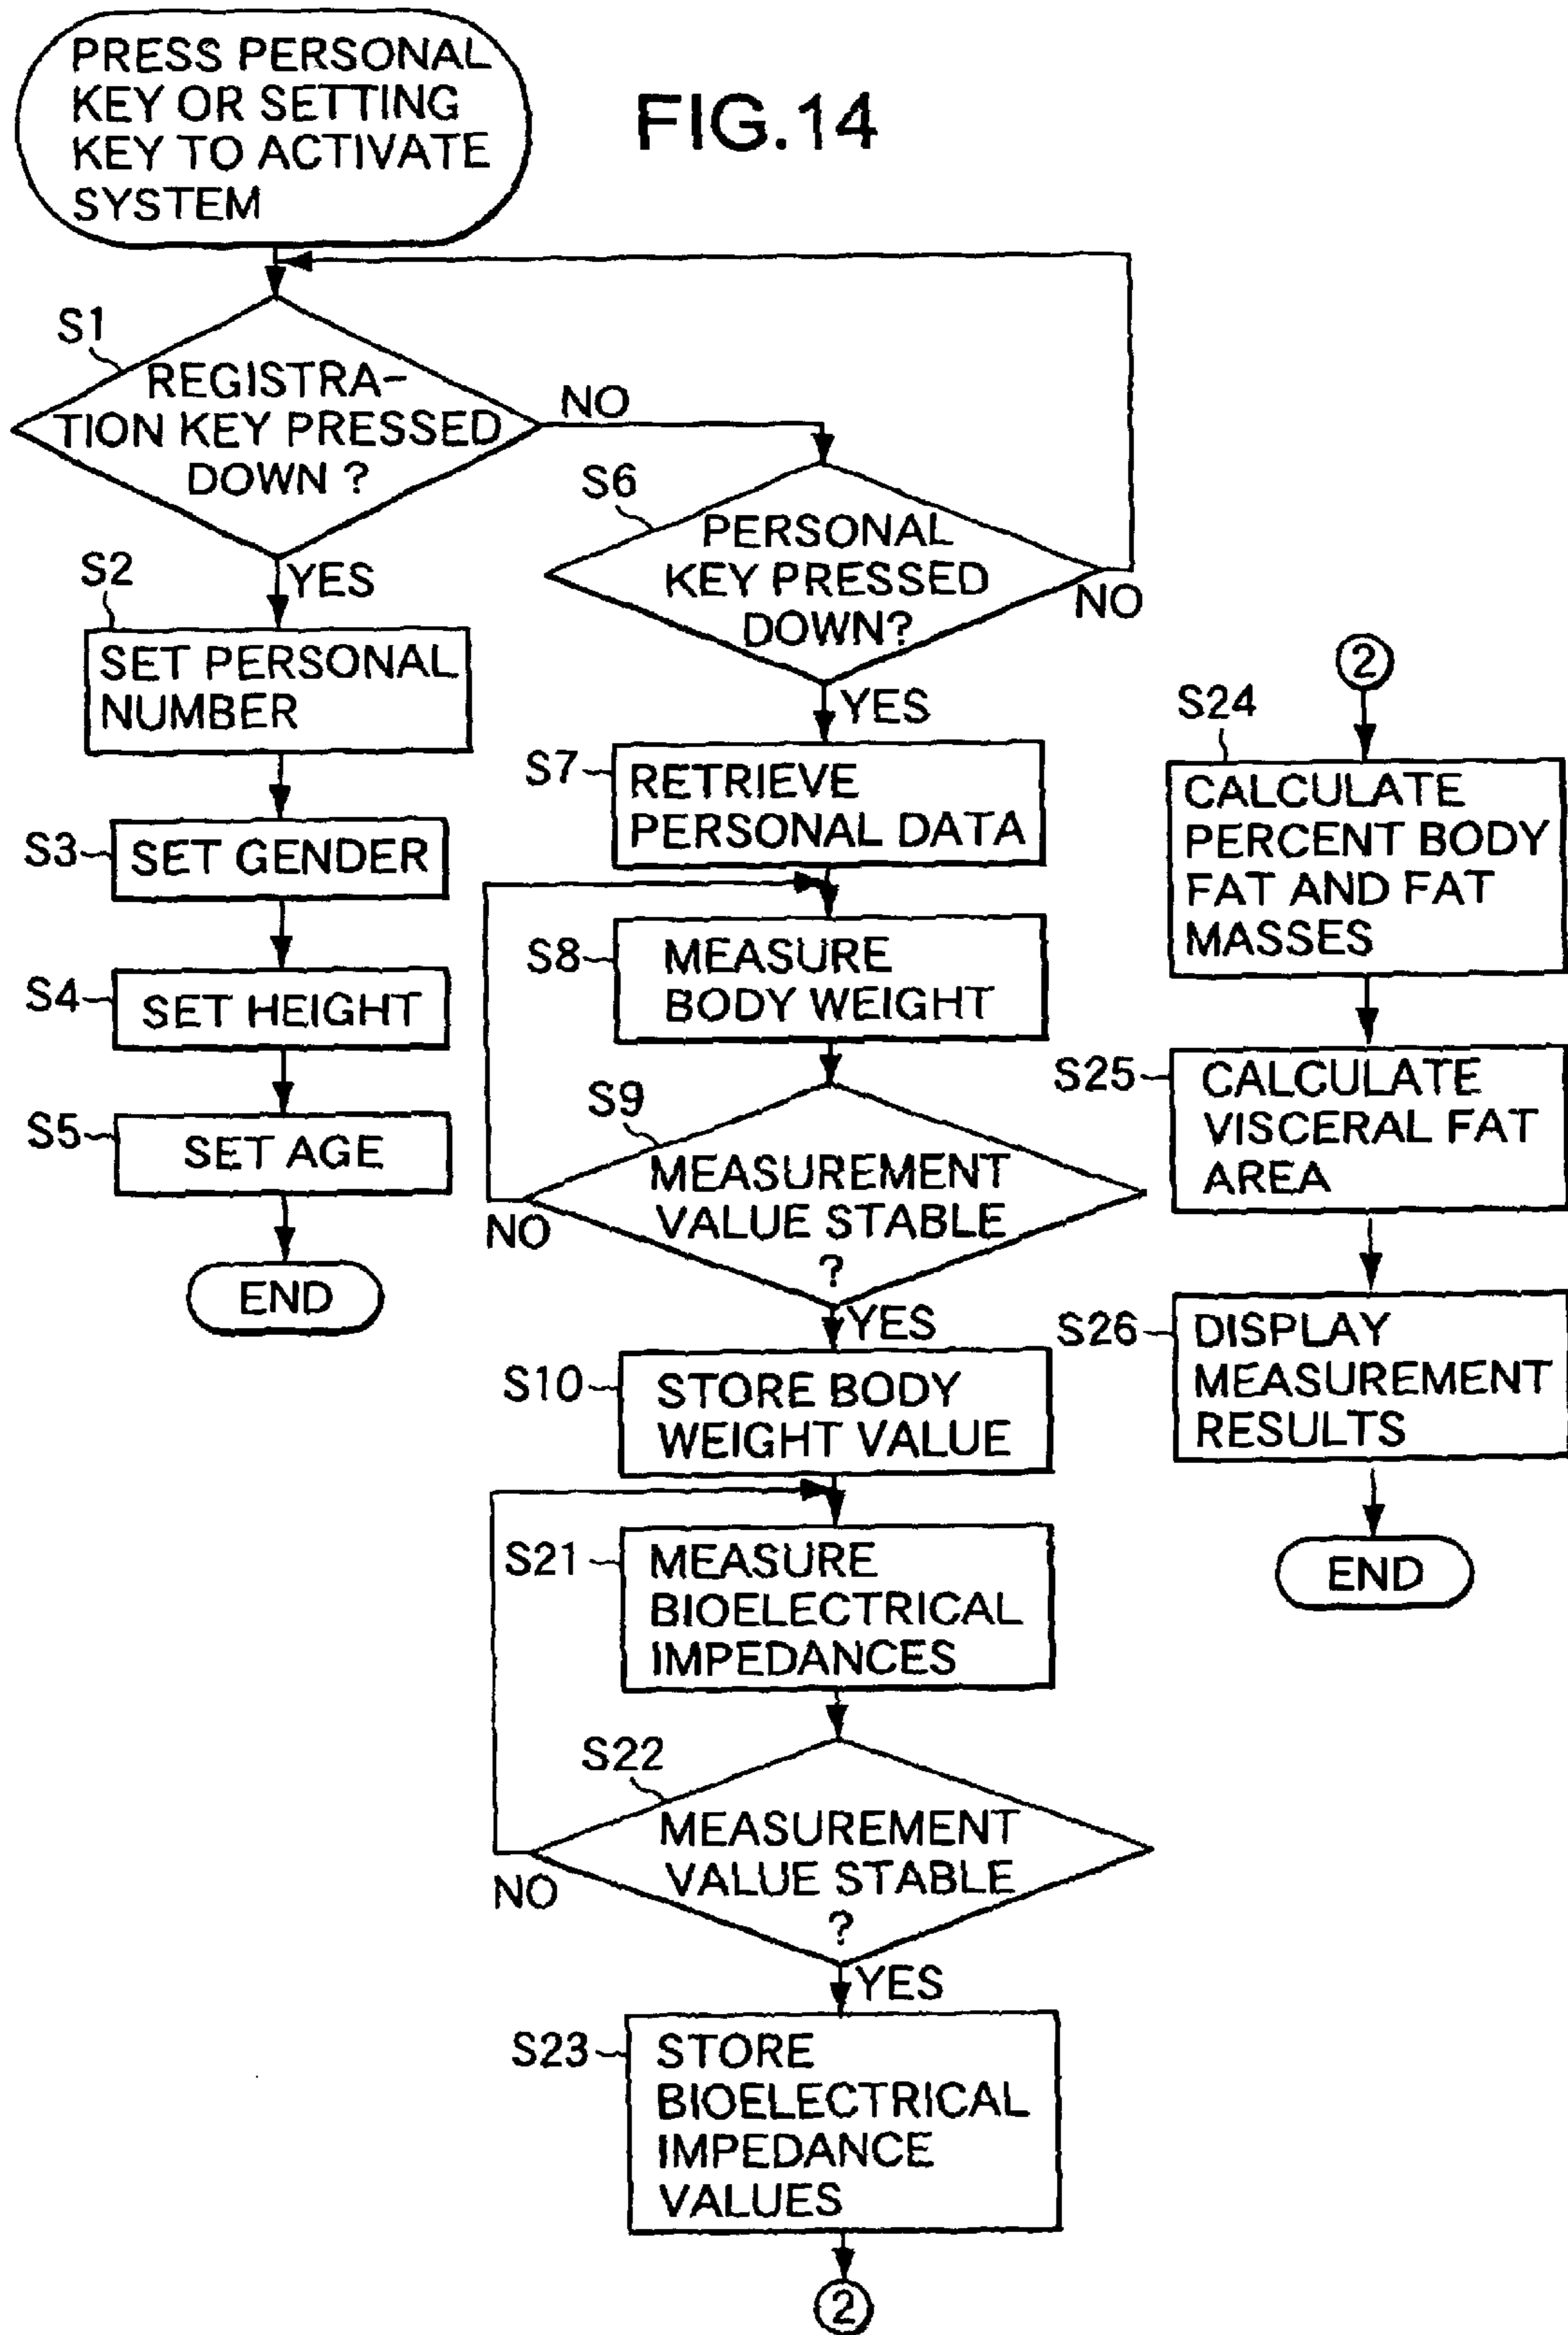 PRESS PERSONAL
KEY OR SETTING
KEY TO ACTIVATE
SYSTEM
FIG.14
S1
REGISTRA-
TION KEY PRESSED
DOWN ?
NO
YES
S2
SET PERSONAL
NUMBER
S3
SET GENDER
S4
SET HEIGHT
S5
SET AGE
END
S6
PERSONAL
KEY PRESSED
DOWN?
NO
YES
S7
RETRIEVE
PERSONAL DATA
S8
MEASURE
BODY WEIGHT
S9
MEASUREMENT
VALUE STABLE
?
NO
YES
S10
STORE BODY
WEIGHT VALUE
S21
MEASURE
BIOELECTRICAL
IMPEDANCES
S22
MEASUREMENT
VALUE STABLE
?
NO
YES
S23
STORE
BIOELECTRICAL
IMPEDANCE
VALUES
2
2
S24
CALCULATE
PERCENT BODY
FAT AND FAT
MASSES
S25
CALCULATE
VISCERAL FAT
AREA
S26
DISPLAY
MEASUREMENT
RESULTS
END